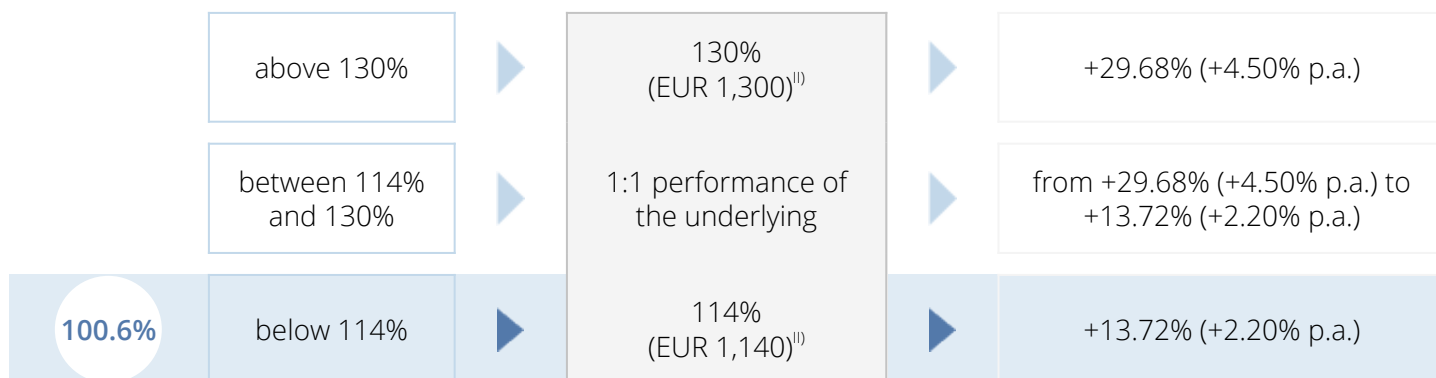 above 130%
130%
(EUR 1,300)II)
+29.68% (+4.50% p.a.)
between 114%
and 130%
1:1 performance of
the underlying
from +29.68% (+4.50% p.a.) to
+13.72% (+2.20% p.a.)
100.6%
below 114%
114%
(EUR 1,140)II)
+13.72% (+2.20% p.a.)